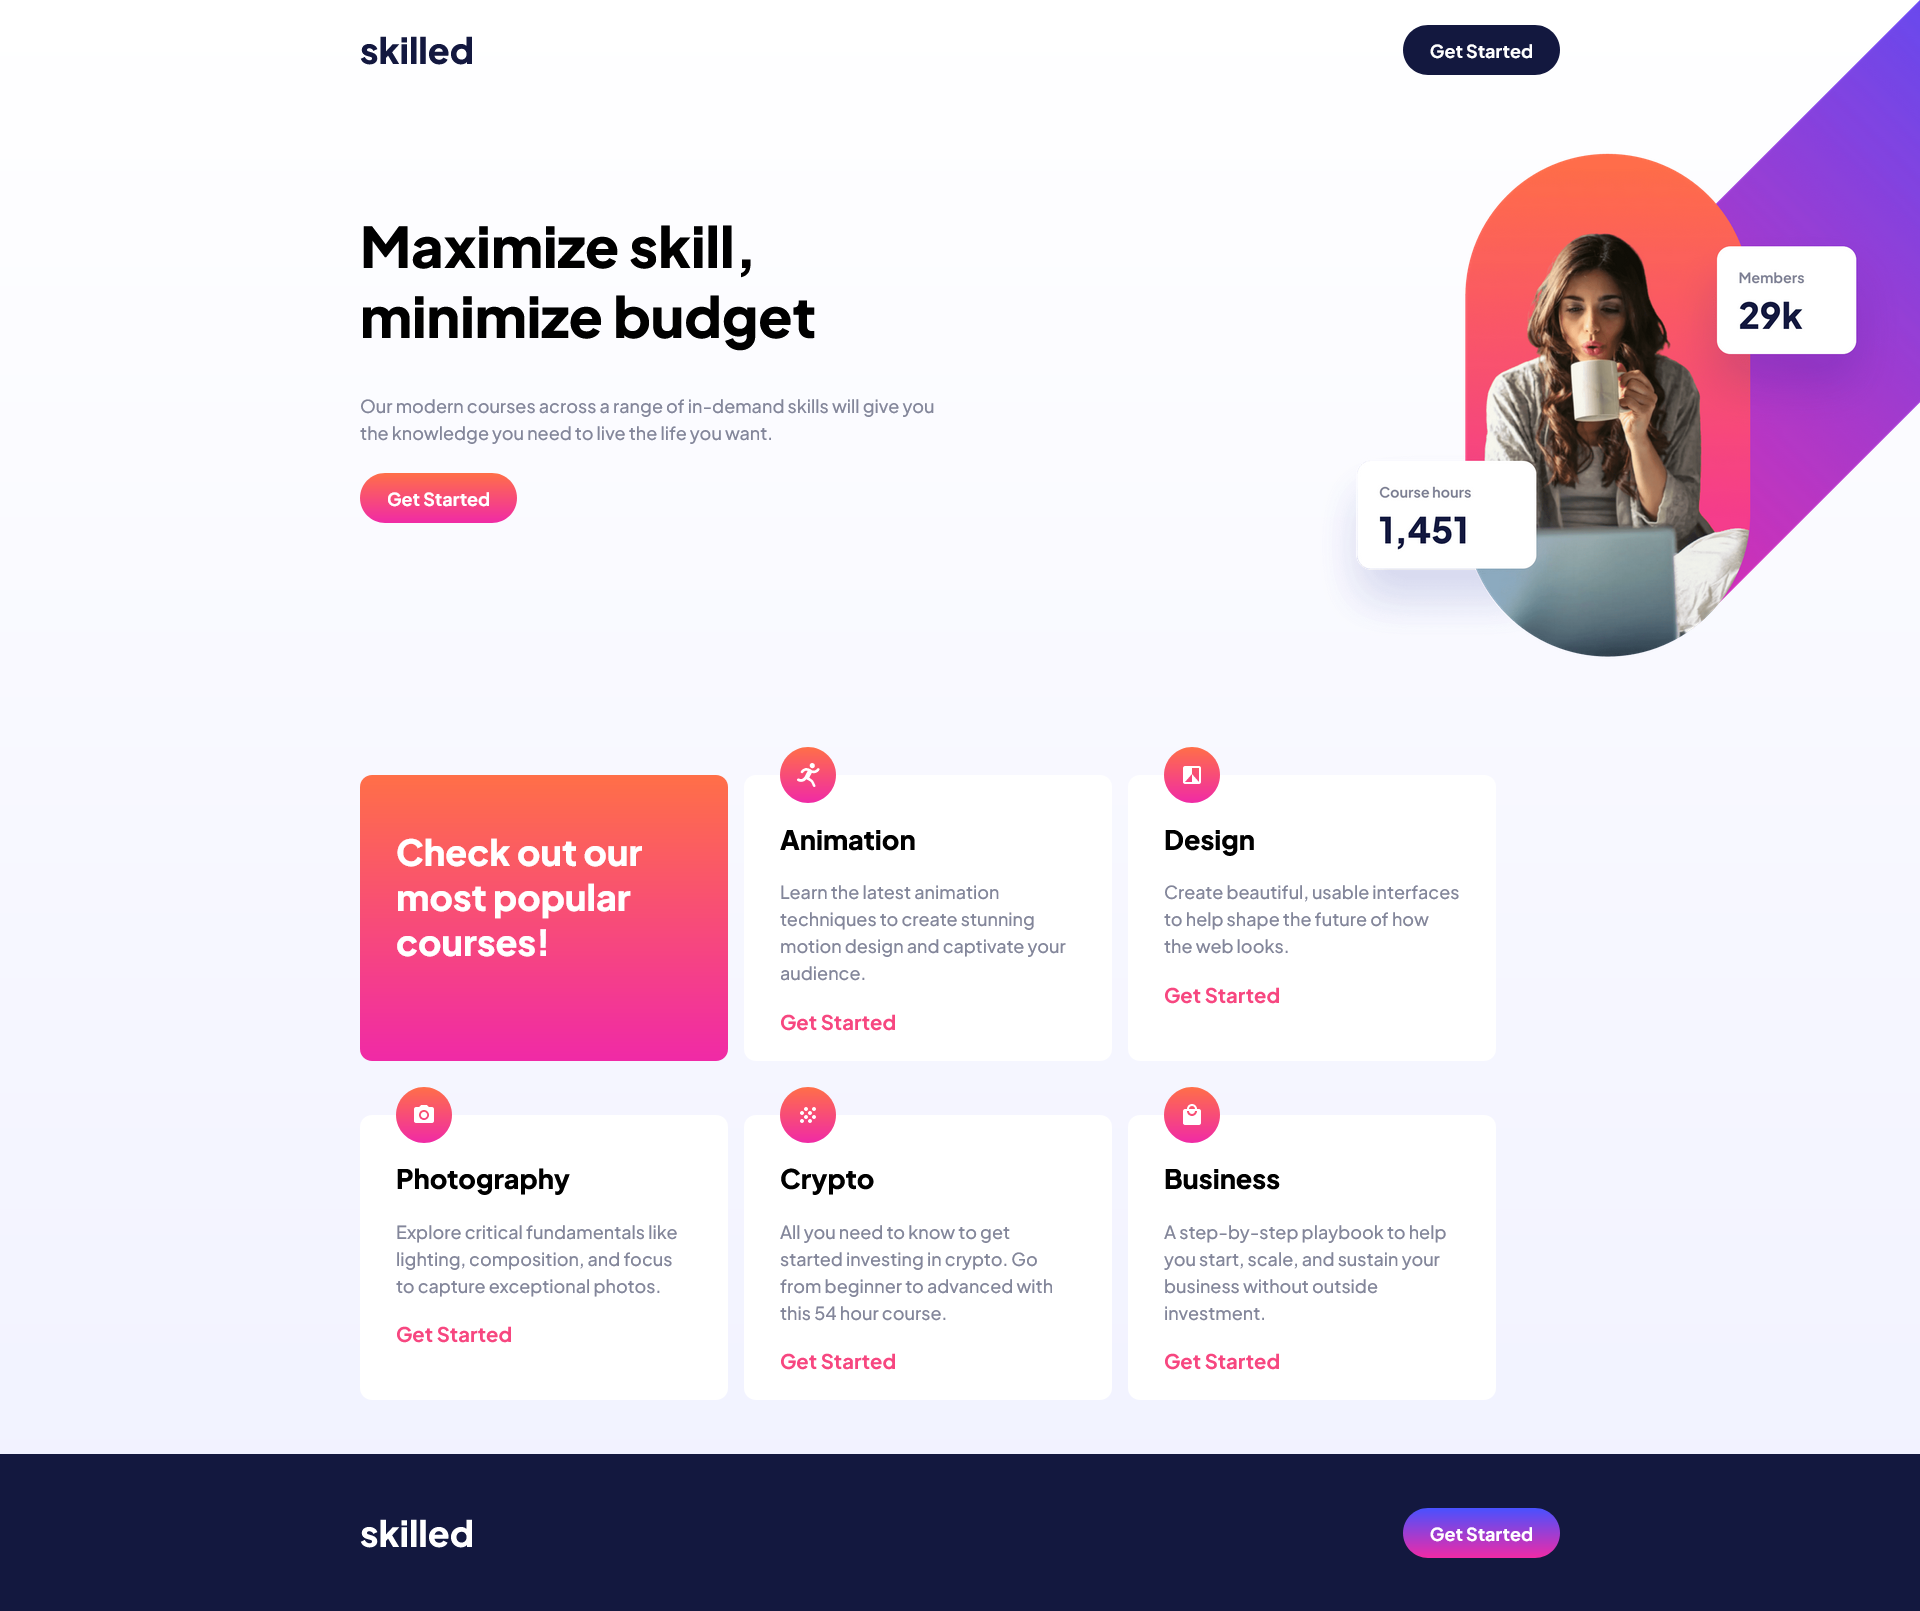 skilled
Get Started
Maximize skill,
minimize budget
Our modern courses across a range of in-demand skills will give you
the knowledge you need to live the life you want.
Get Started
Members
29k
Course hours
1,451
Check out our
most popular
courses!
Animation
Learn the latest animation
techniques to create stunning
motion design and captivate your
audience.
Get Started
Design
Create beautiful, usable interfaces
to help shape the future of how
the web looks.
Get Started
Photography
Explore critical fundamentals like
lighting, composition, and focus
to capture exceptional photos.
Get Started
Crypto
All you need to know to get
started investing in crypto. Go
from beginner to advanced with
this 54 hour course.
Get Started
Business
A step-by-step playbook to help
you start, scale, and sustain your
business without outside
investment.
Get Started
skilled
Get Started